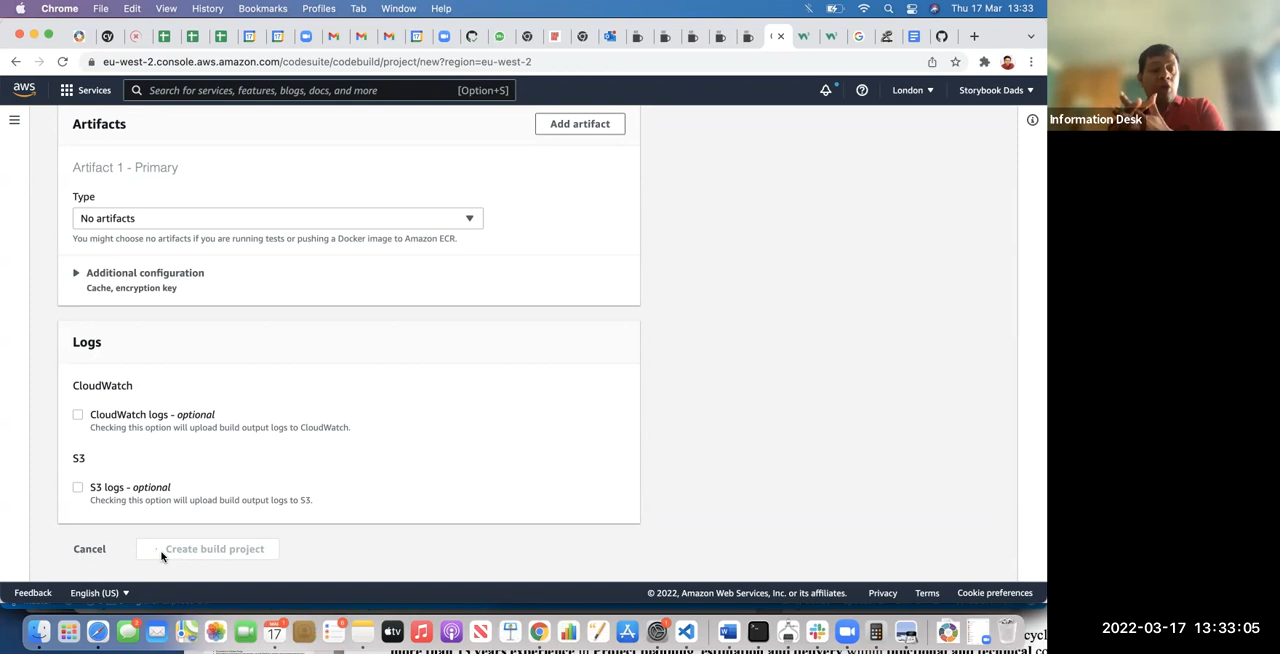 Chrome File Edit View History Bookmarks Profiles Tab Window Help Thu 17 Mar 13:33
eu-west-2.console.aws.amazon.com/codesuite/codebuild/project/new?region=eu-west-2
aws Services Search for services, features, blogs, docs, and more [Option+S] London Storybook Dads
Information Desk
Artifacts Add artifact
Artifact 1 - Primary
Type
No artifacts
You might choose no artifacts if you are running tests or pushing a Docker image to Amazon ECR.
Additional configuration
Cache, encryption key
Logs
CloudWatch
CloudWatch logs - optional
Checking this option will upload build output logs to CloudWatch.
S3
S3 logs - optional
Checking this option will upload build output logs to S3.
Cancel Create build project
Feedback English (US) © 2022, Amazon Web Services, Inc. or its affiliates. Privacy Terms Cookie preferences
2022-03-17 13:33:05